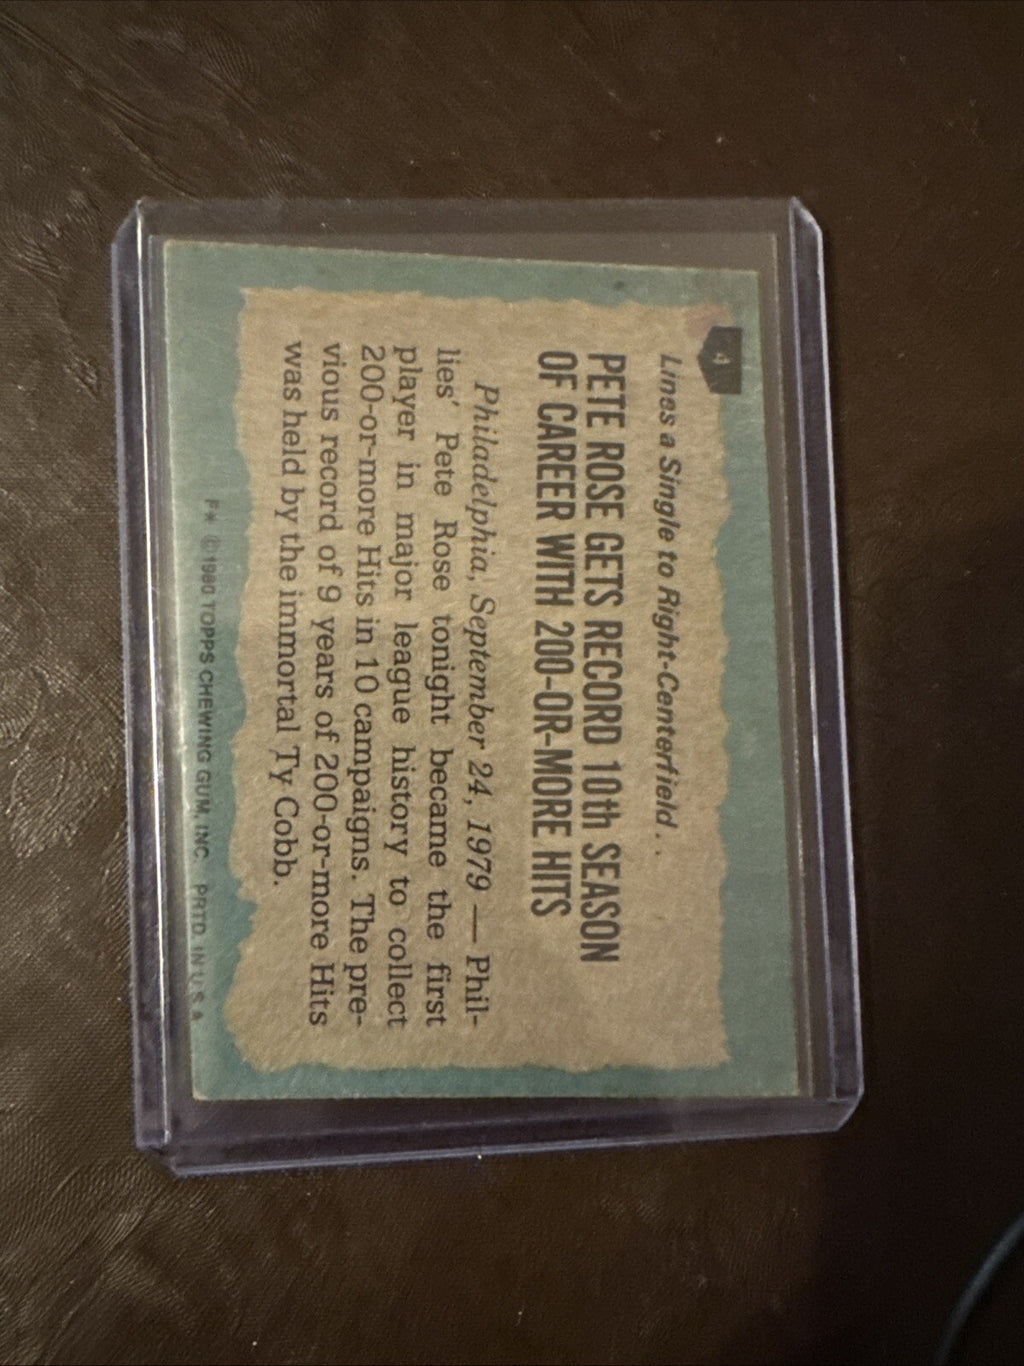 4
Lines a Single to Right-Centerfield . .
PETE ROSE GETS RECORD 10th SEASON
OF CAREER WITH 200-OR-MORE HITS
Philadelphia, September 24, 1979 — Phil-
lies' Pete Rose tonight became the first
player in major league history to collect
200-or-more Hits in 10 campaigns. The pre-
vious record of 9 years of 200-or-more Hits
was held by the immortal Ty Cobb.
F* ©1980 TOPPS CHEWING GUM, INC. PRTD. IN U.S.A.